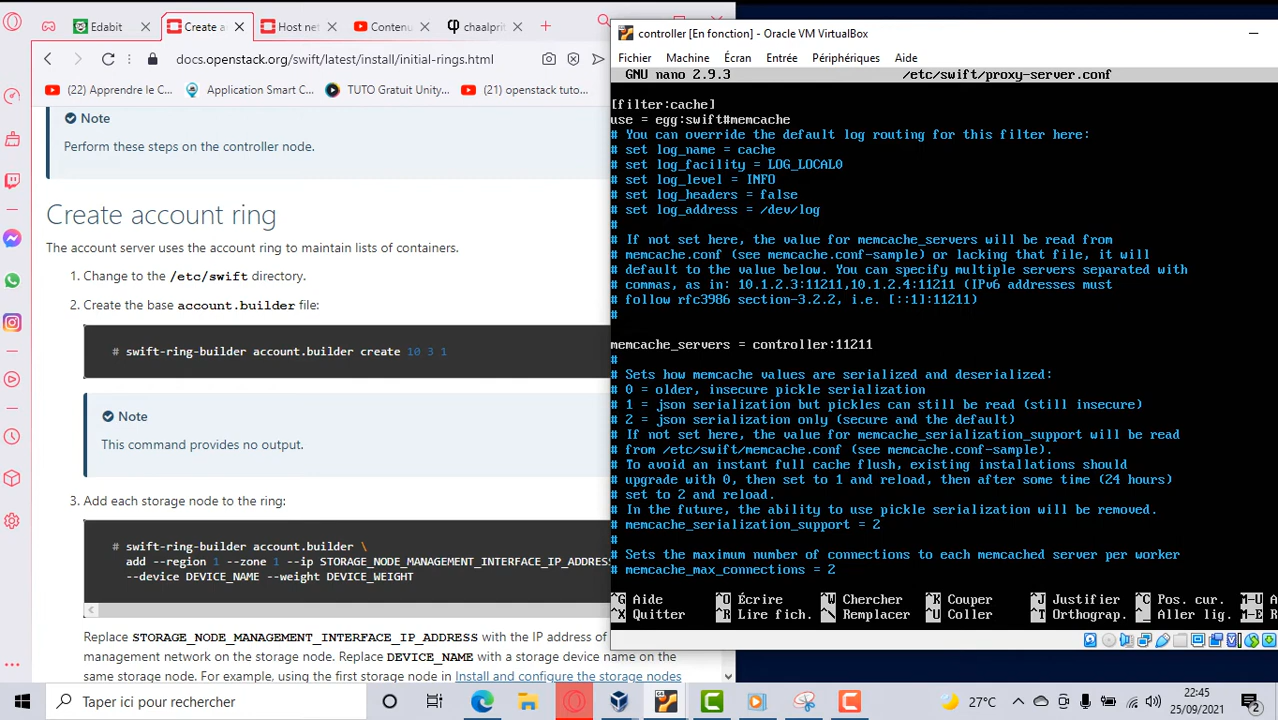 Edabit
Create a
Host net
Contenu
chaalprit
docs.openstack.org/swift/latest/install/initial-rings.html
(22) Apprendre le C...
Application Smart C...
TUTO Gratuit Unity...
(21) openstack tuto...
Note
Perform these steps on the controller node.
Create account ring
The account server uses the account ring to maintain lists of containers.
1. Change to the /etc/swift directory.
2. Create the base account.builder file:
# swift-ring-builder account.builder create 10 3 1
Note
This command provides no output.
3. Add each storage node to the ring:
# swift-ring-builder account.builder \
add --region 1 --zone 1 --ip STORAGE_NODE_MANAGEMENT_INTERFACE_IP_ADDRESS
--device DEVICE_NAME --weight DEVICE_WEIGHT
Replace STORAGE_NODE_MANAGEMENT_INTERFACE_IP_ADDRESS with the IP address of
management network on the storage node. Replace DEVICE_NAME with a storage device name on the
same storage node. For example, using the first storage node in Install and configure the storage nodes
controller [En fonction] - Oracle VM VirtualBox
Fichier Machine Écran Entrée Périphériques Aide
GNU nano 2.9.3 /etc/swift/proxy-server.conf
[filter:cache]
use = egg:swift#memcache
# You can override the default log routing for this filter here:
# set log_name = cache
# set log_facility = LOG_LOCAL0
# set log_level = INFO
# set log_headers = false
# set log_address = /dev/log
#
# If not set here, the value for memcache_servers will be read from
# memcache.conf (see memcache.conf-sample) or lacking that file, it will
# default to the value below. You can specify multiple servers separated with
# commas, as in: 10.1.2.3:11211,10.1.2.4:11211 (IPv6 addresses must
# follow rfc3986 section-3.2.2, i.e. [::1]:11211)
#
memcache_servers = controller:11211
#
# Sets how memcache values are serialized and deserialized:
# 0 = older, insecure pickle serialization
# 1 = json serialization but pickles can still be read (still insecure)
# 2 = json serialization only (secure and the default)
# If not set here, the value for memcache_serialization_support will be read
# from /etc/swift/memcache.conf (see memcache.conf-sample).
# To avoid an instant full cache flush, existing installations should
# upgrade with 0, then set to 1 and reload, then after some time (24 hours)
# set to 2 and reload.
# In the future, the ability to use pickle serialization will be removed.
# memcache_serialization_support = 2
#
# Sets the maximum number of connections to each memcached server per worker
# memcache_max_connections = 2
^G Aide ^O Écrire ^W Chercher ^K Couper ^J Justifier ^C Pos. cur. M-U A
^X Quitter ^R Lire fich. ^\ Remplacer ^U Coller ^T Orthograp. ^_ Aller lig. M-E R
Taper ici pour rechercher
27°C
22:45
25/09/2021
2